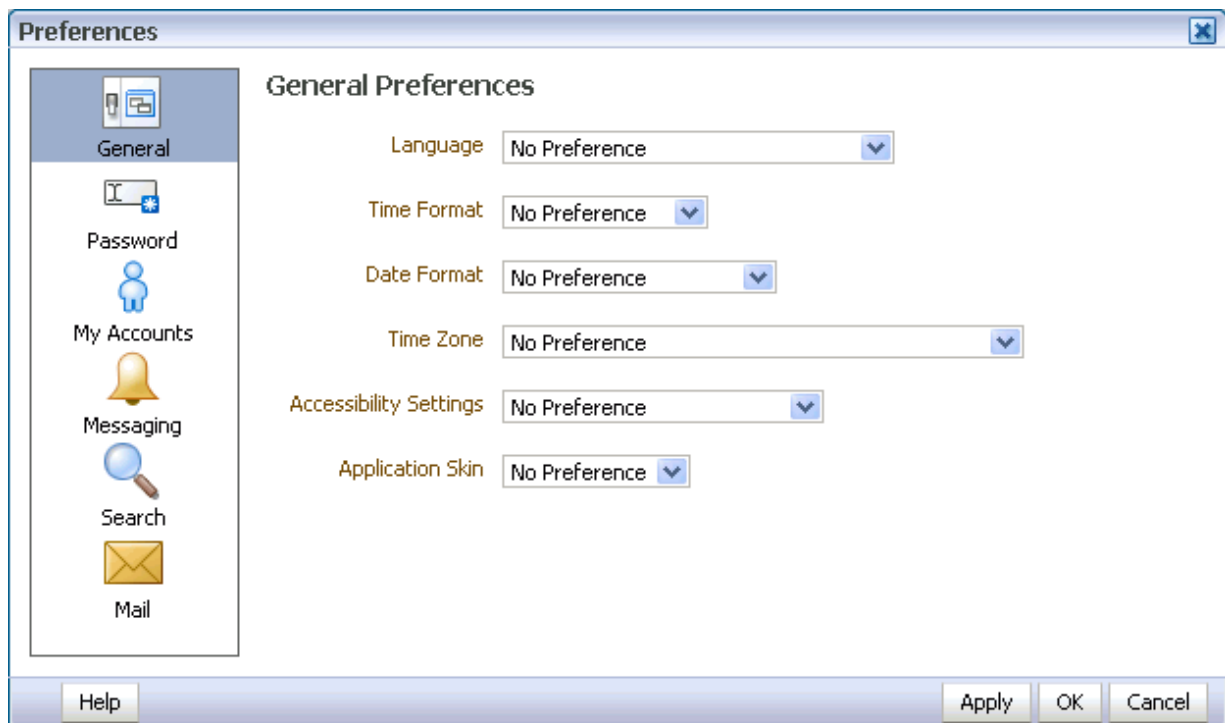 Preferences
General
Password
My Accounts
Messaging
Search
Mail
General Preferences
Language No Preference
Time Format No Preference
Date Format No Preference
Time Zone No Preference
Accessibility Settings No Preference
Application Skin No Preference
Help Apply OK Cancel